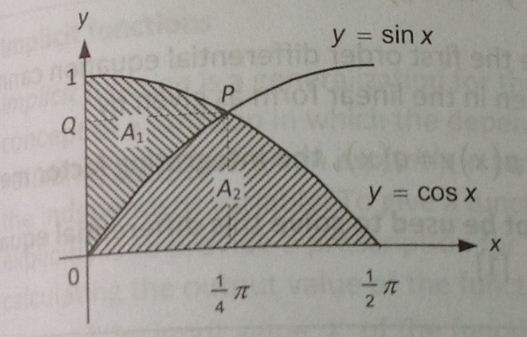 y
y = sin x
1
P
Q
A₁
A₂
y = cos x
x
0
1/4 π
1/2 π